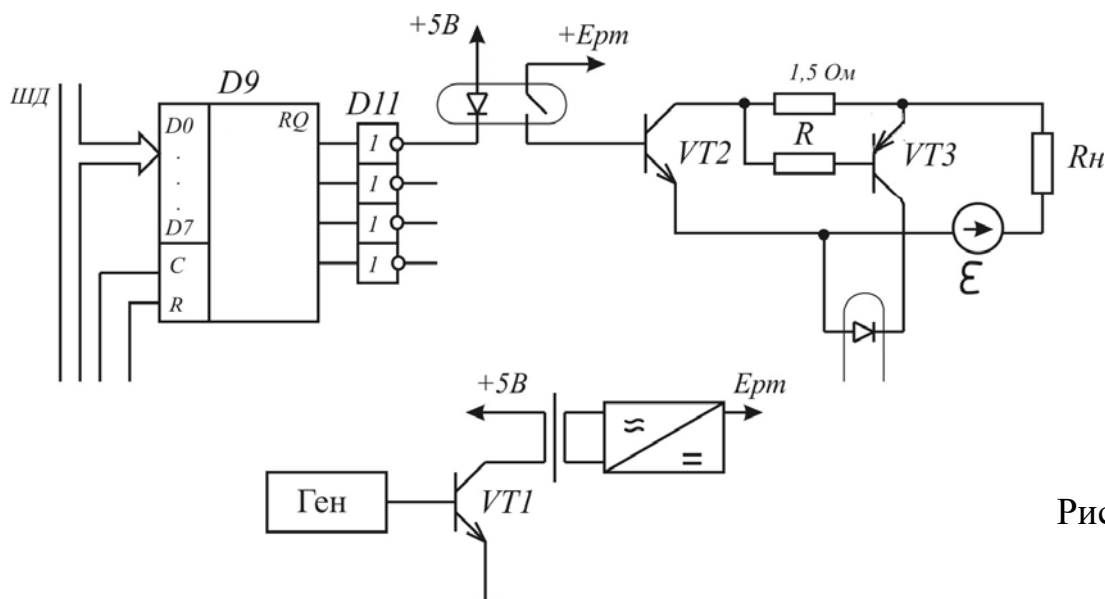 +5В
+Ерт
ШД
D9
D11
1,5 Ом
D0
.
.
.
D7
RQ
C
R
1
1
1
1
VT2
R
VT3
Rн
ε
+5В
Ерт
≈
=
Ген
VT1
Рис